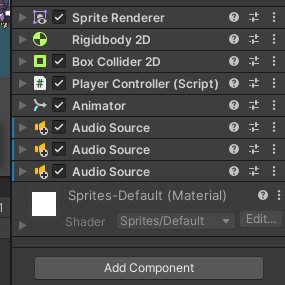 Sprite Renderer
Rigidbody 2D
Box Collider 2D
Player Controller (Script)
Animator
Audio Source
Audio Source
Audio Source
Sprites-Default (Material)
Shader Sprites/Default Edit...
1
Add Component